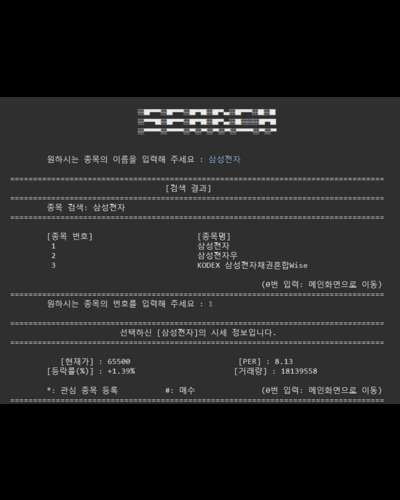 원하시는 종목의 이름을 입력해 주세요 : 삼성전자
================================================================================
[검색 결과]
================================================================================
종목 검색: 삼성전자
================================================================================
[종목 번호] [종목명]
1 삼성전자
2 삼성전자우
3 KODEX 삼성전자채권혼합Wise
(0번 입력: 메인화면으로 이동)
================================================================================
원하시는 종목의 번호를 입력해 주세요 : 1
================================================================================
선택하신 [삼성전자]의 시세 정보입니다.
================================================================================
[현재가] : 65500 [PER] : 8.13
[등락률(%)] : +1.39% [거래량] : 18139558
*: 관심 종목 등록 #: 매수 (0번 입력: 메인화면으로 이동)
================================================================================